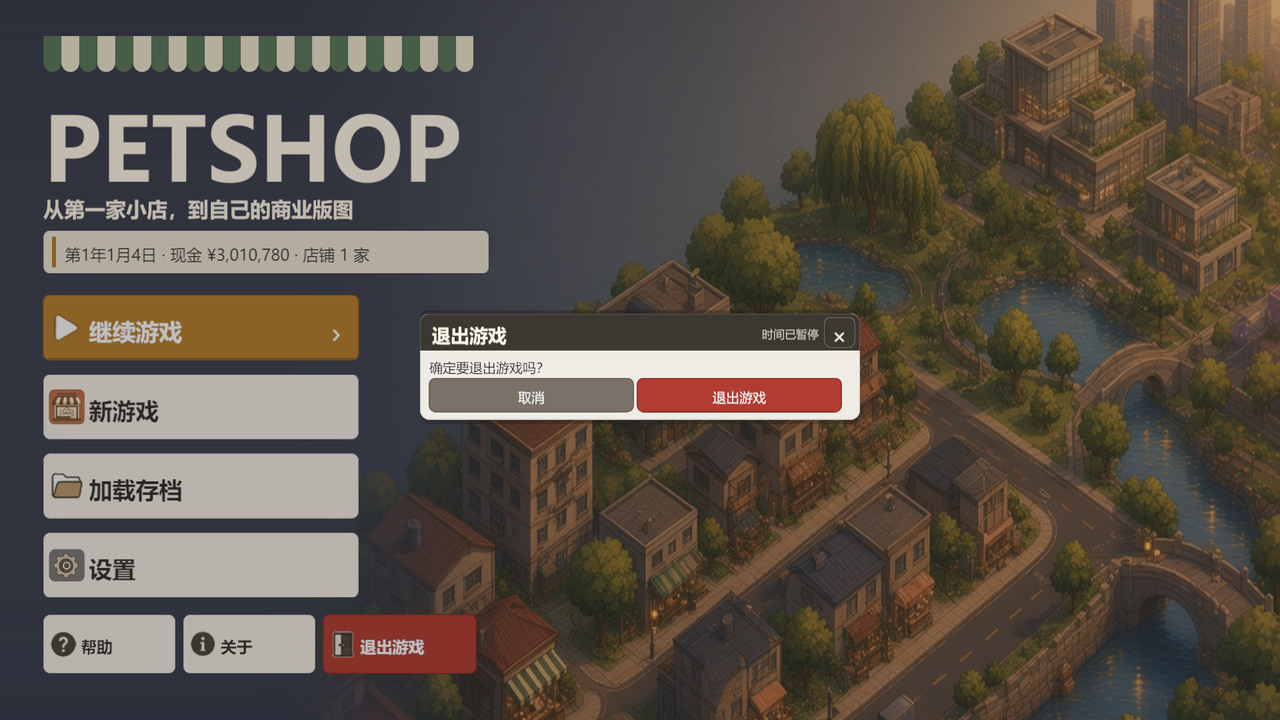 PETSHOP
从第一家小店，到自己的商业版图
第1年1月4日 · 现金 ¥3,010,780 · 店铺 1 家
继续游戏
新游戏
加载存档
设置
帮助
关于
退出游戏
退出游戏
时间已暂停
确定要退出游戏吗?
取消
退出游戏